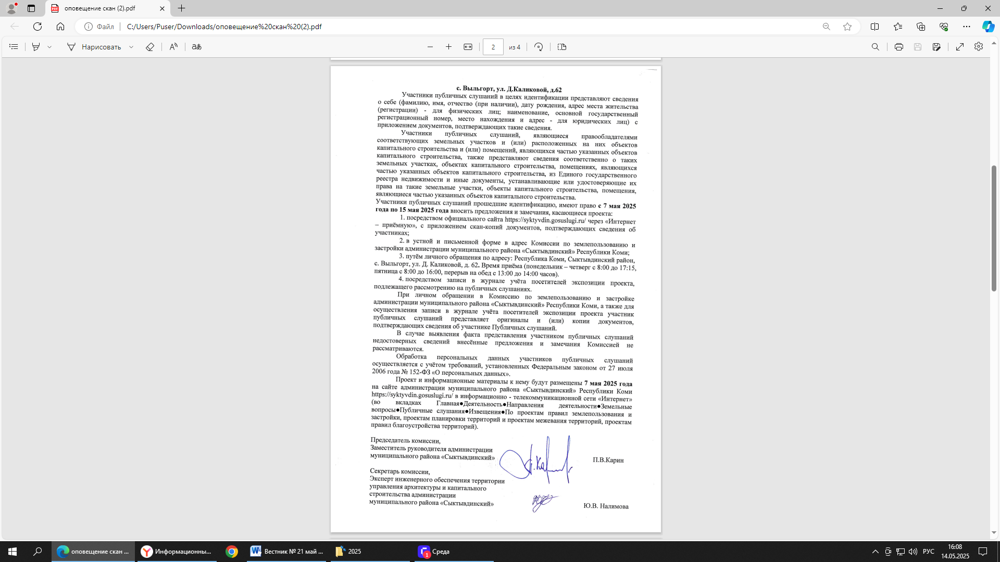 оповещение скан (2).pdf
Файл
C:/Users/Puser/Downloads/оповещение%20скан%20(2).pdf
Нарисовать
2
из 4
с. Выльгорт, ул. Д.Каликовой, д.62
Участники публичных слушаний в целях идентификации представляют сведения
о себе (фамилию, имя, отчество (при наличии), дату рождения, адрес места жительства
(регистрации) - для физических лиц; наименование, основной государственный
регистрационный номер, место нахождения и адрес - для юридических лиц) с
приложением документов, подтверждающих такие сведения.
Участники публичных слушаний, являющиеся правообладателями
соответствующих земельных участков и (или) расположенных на них объектов
капитального строительства и (или) помещений, являющихся частью указанных объектов
капитального строительства, также представляют сведения соответственно о таких
земельных участках, объектах капитального строительства, помещениях, являющихся
частью указанных объектов капитального строительства, из Единого государственного
реестра недвижимости и иные документы, устанавливающие или удостоверяющие их
права на такие земельные участки, объекты капитального строительства, помещения,
являющиеся частью указанных объектов капитального строительства.
Участники публичных слушаний прошедшие идентификацию, имеют право с 7 мая 2025
года по 15 мая 2025 года вносить предложения и замечания, касающиеся проекта:
1. посредством официального сайта https://syktyvdin.gosuslugi.ru/ через «Интернет
– приёмную», с приложением скан-копий документов, подтверждающих сведения об
участниках;
2. в устной и письменной форме в адрес Комиссии по землепользованию и
застройки администрации муниципального района «Сыктывдинский» Республики Коми;
3. путём личного обращения по адресу: Республика Коми, Сыктывдинский район,
с. Выльгорт, ул. Д. Каликовой, д. 62. Время приёма (понедельник – четверг с 8:00 до 17:15,
пятница с 8:00 до 16:00, перерыв на обед с 13:00 до 14:00 часов).
4. посредством записи в журнале учёта посетителей экспозиции проекта,
подлежащего рассмотрению на публичных слушаниях.
При личном обращении в Комиссию по землепользованию и застройке
администрации муниципального района «Сыктывдинский» Республики Коми, а также для
осуществления записи в журнале учёта посетителей экспозиции проекта участник
публичных слушаний представляет оригиналы и (или) копии документов,
подтверждающих сведения об участнике Публичных слушаний.
В случае выявления факта представления участником публичных слушаний
недостоверных сведений внесённые предложения и замечания Комиссией не
рассматриваются.
Обработка персональных данных участников публичных слушаний
осуществляется с учётом требований, установленных Федеральным законом от 27 июля
2006 года № 152-ФЗ «О персональных данных».
Проект и информационные материалы к нему будут размещены 7 мая 2025 года
на сайте администрации муниципального района «Сыктывдинский» Республики Коми
https://syktyvdin.gosuslugi.ru/ в информационно - телекоммуникационной сети «Интернет»
(во вкладках Главная●Деятельность●Направления деятельности●Земельные
вопросы●Публичные слушания●Извещения●По проектам правил землепользования и
застройки, проектам планировки территорий и проектам межевания территорий, проектам
правил благоустройства территорий).
Председатель комиссии,
Заместитель руководителя администрации
муниципального района «Сыктывдинский»
П.В.Карин
Секретарь комиссии,
Эксперт инженерного обеспечения территории
управления архитектуры и капитального
строительства администрации
муниципального района «Сыктывдинский»
Ю.В. Налимова
оповещение скан ...
Информационны...
Вестник № 21 май ...
2025
1
Среда
РУС
16:08
14.05.2025